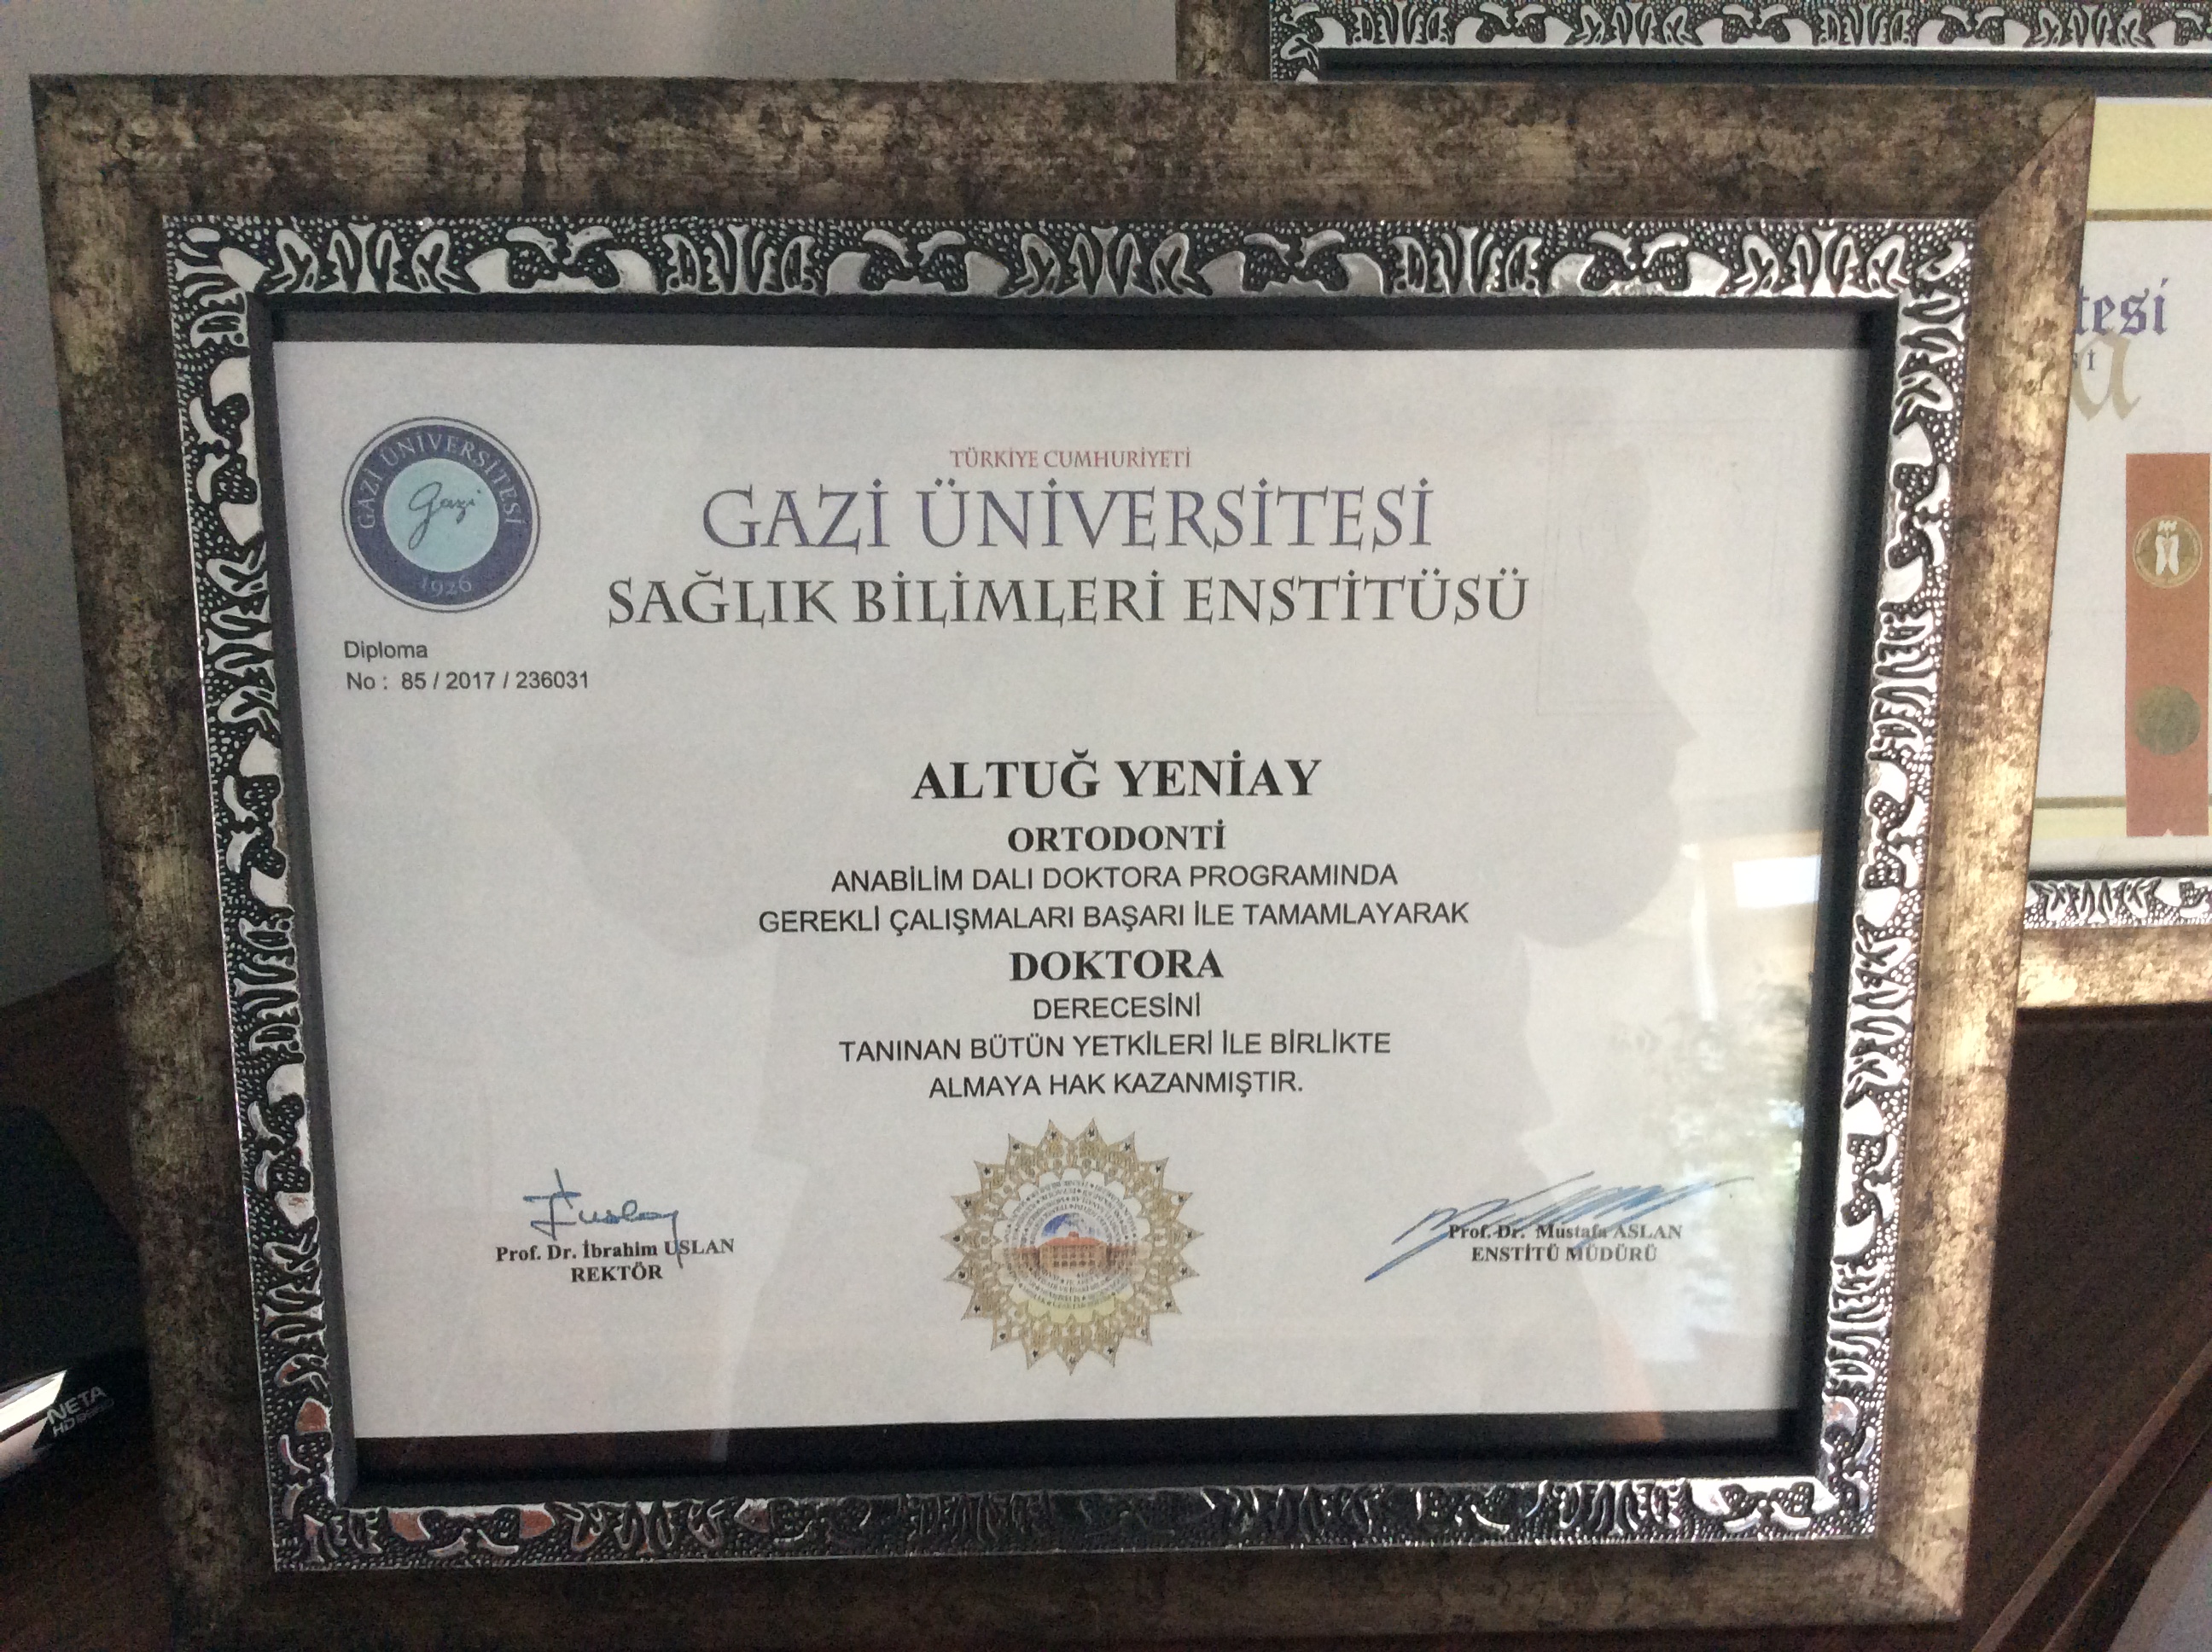 GAZİ ÜNİVERSİTESİ
Gazi
1926
TÜRKİYE CUMHURİYETİ
GAZİ ÜNİVERSİTESİ
SAĞLIK BİLİMLERİ ENSTİTÜSÜ
Diploma
No : 85 / 2017 / 236031
ALTUĞ YENİAY
ORTODONTİ
ANABİLİM DALI DOKTORA PROGRAMINDA
GEREKLİ ÇALIŞMALARI BAŞARI İLE TAMAMLAYARAK
DOKTORA
DERECESİNİ
TANINAN BÜTÜN YETKİLERİ İLE BİRLİKTE
ALMAYA HAK KAZANMIŞTIR.
Prof. Dr. İbrahim USLAN
REKTÖR
Prof. Dr. Mustafa ASLAN
ENSTİTÜ MÜDÜRÜ
tesi
NETA
HD